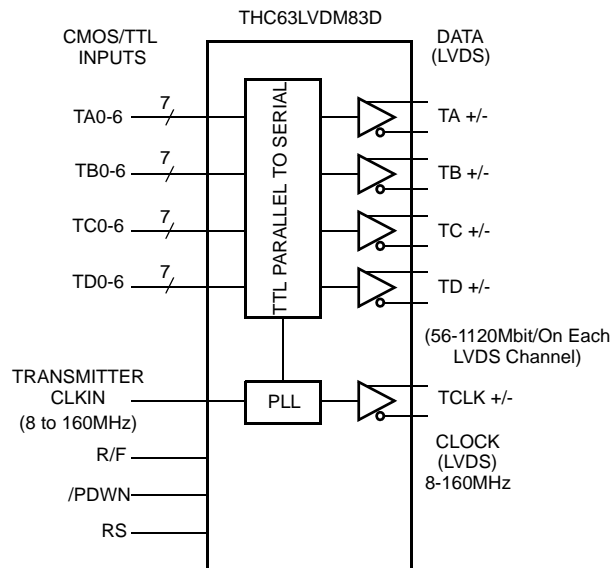 THC63LVDM83D
CMOS/TTL
INPUTS
DATA
(LVDS)
TTL PARALLEL TO SERIAL
TA0-6
7
TA +/-
TB0-6
7
TB +/-
TC0-6
7
TC +/-
TD0-6
7
TD +/-
(56-1120Mbit/On Each
LVDS Channel)
TRANSMITTER
CLKIN
(8 to 160MHz)
PLL
TCLK +/-
CLOCK
(LVDS)
8-160MHz
R/F
/PDWN
RS